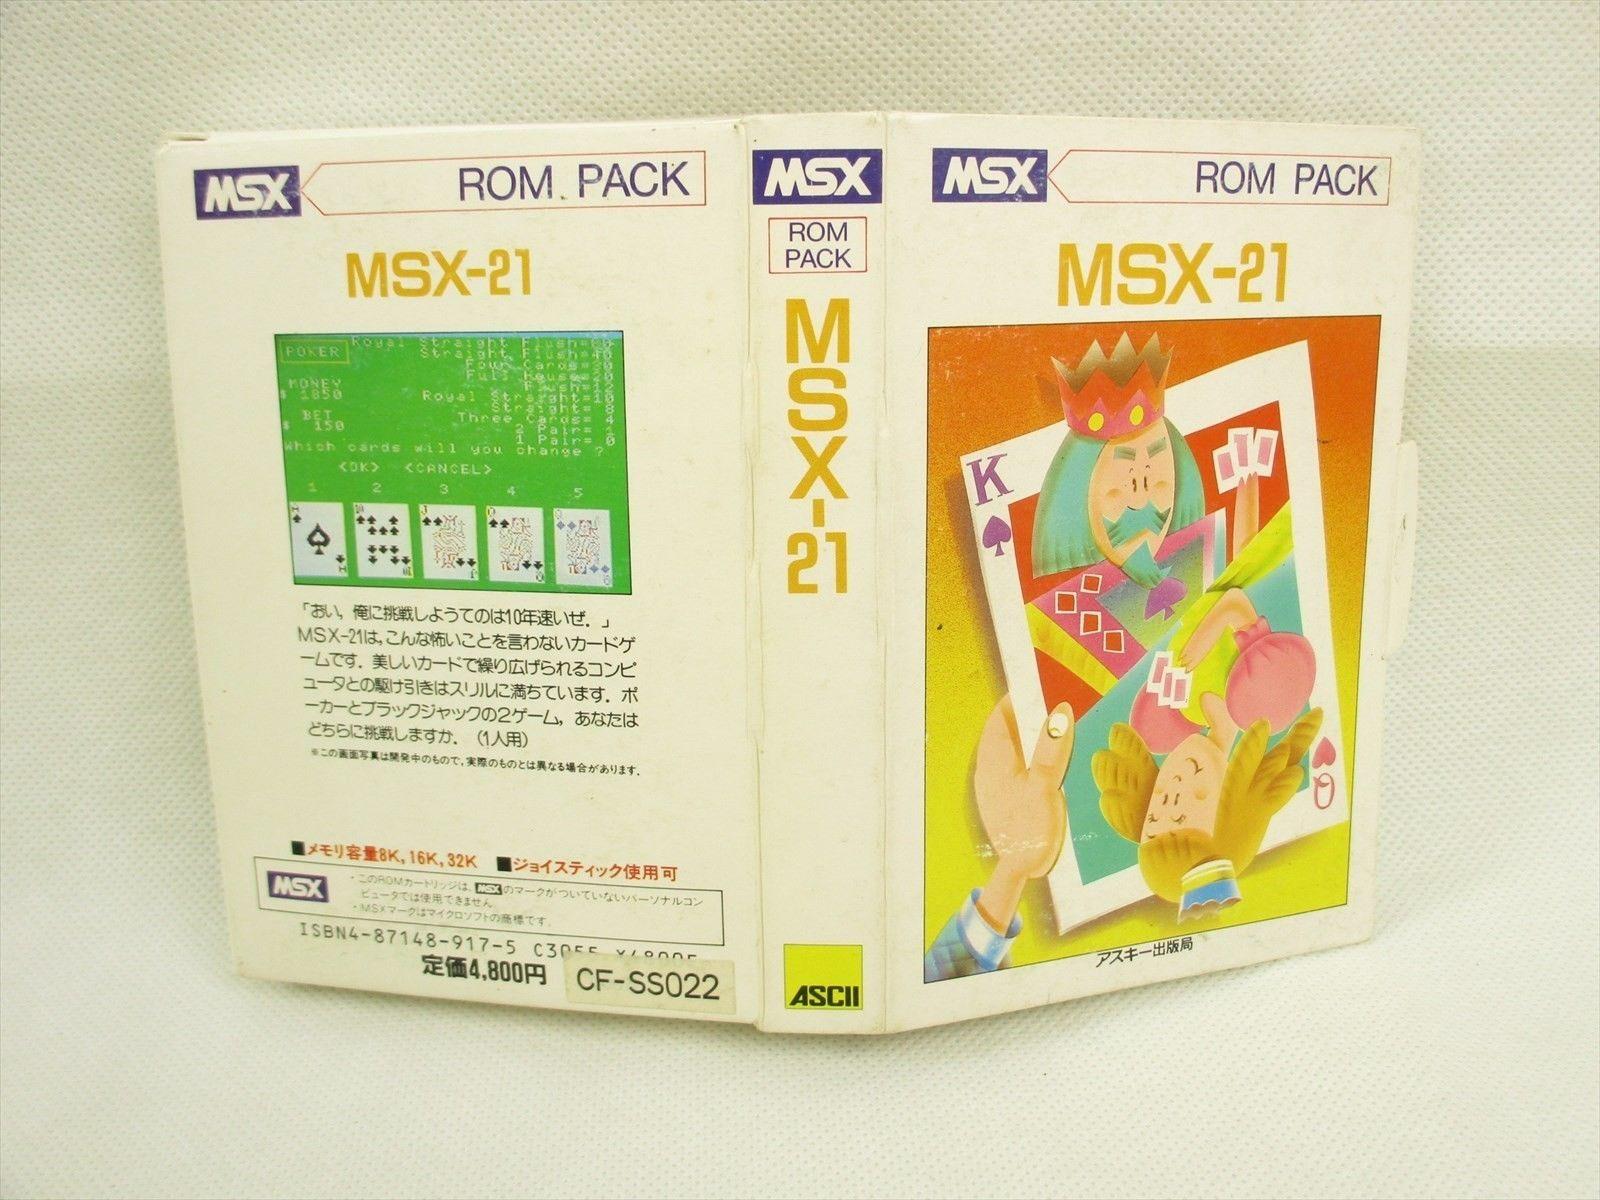 MSX
ROM PACK
MSX-21
POKER
Royal Straight Flush=
Straight Flush=40
Four Cards=
Full House=
Flush=12
Royal Straight=10
Straight= 8
Three Cards= 4
2 Pair= 1
1 Pair= 0
MONEY
$ 1850
BET
$ 150
Which cards will you change ?
<OK> <CANCEL>
1 2 3 4 5
「おい，俺に挑戦しようてのは10年速いぜ．」
MSX-21は，こんな怖いことを言わないカードゲ
ームです．美しいカードで繰り広げられるコンピ
ュータとの駆け引きはスリルに満ちています．ポ
ーカーとブラックジャックの2ゲーム，あなたは
どちらに挑戦しますか．(1人用)
※この画面写真は開発中のもので，実際のものとは異なる場合があります．
■メモリ容量8K，16K，32K ■ジョイスティック使用可
MSX
・このROMカートリッジは，MSXのマークがついていないパーソナルコン
ピュータでは使用できません．
・MSXマークはマイクロソフトの商標です．
ISBN4-87148-917-5 C3055 ¥4800E
定価4,800円
CF-SS022
MSX
ROM
PACK
MSX-21
ASCII
MSX
ROM PACK
MSX-21
K
Q
アスキー出版局